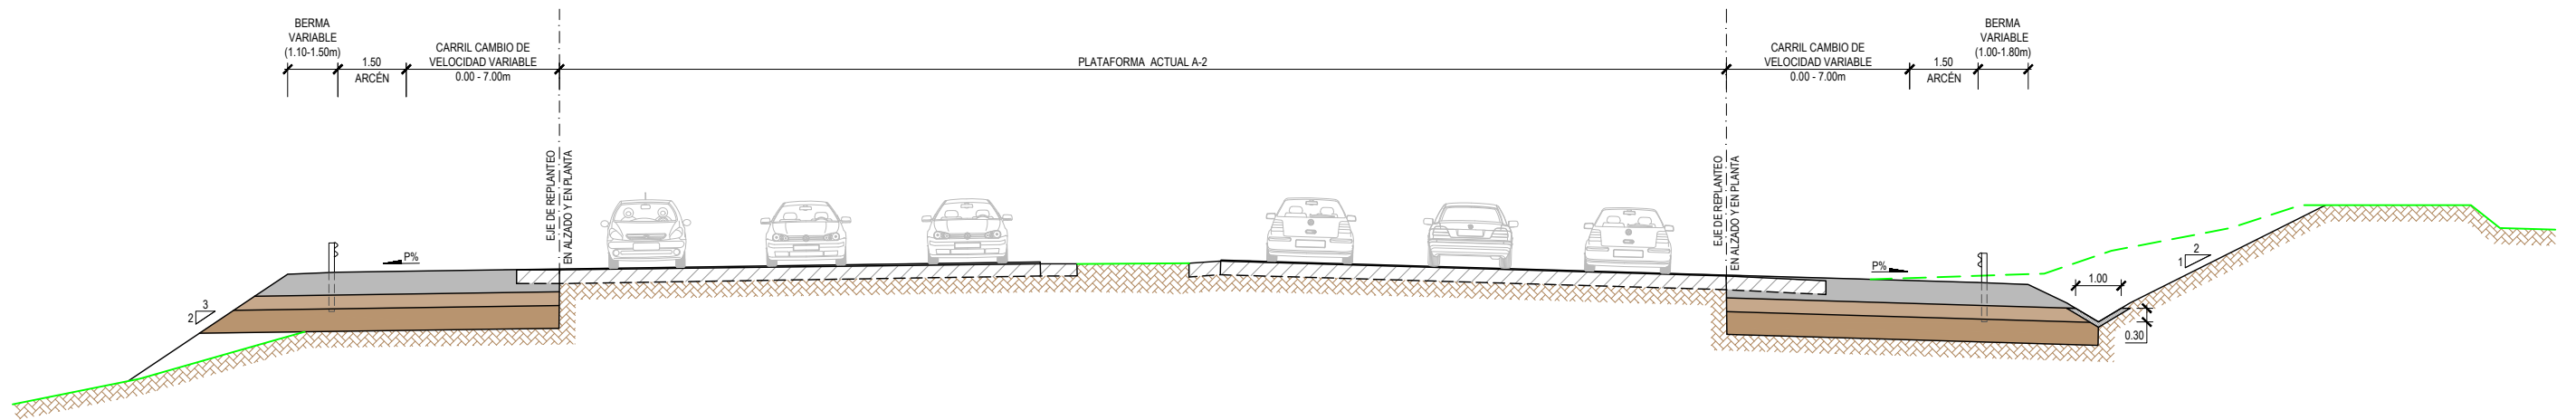 BERMA
VARIABLE
(1.10-1.50m)
1.50
ARCÉN
CARRIL CAMBIO DE
VELOCIDAD VARIABLE
0.00 - 7.00m
PLATAFORMA ACTUAL A-2
CARRIL CAMBIO DE
VELOCIDAD VARIABLE
0.00 - 7.00m
1.50
ARCÉN
BERMA
VARIABLE
(1.00-1.80m)
EJE DE REPLANTEO
EN ALZADO Y EN PLANTA
EJE DE REPLANTEO
EN ALZADO Y EN PLANTA
P%
P%
3
2
2
1
1.00
0.30